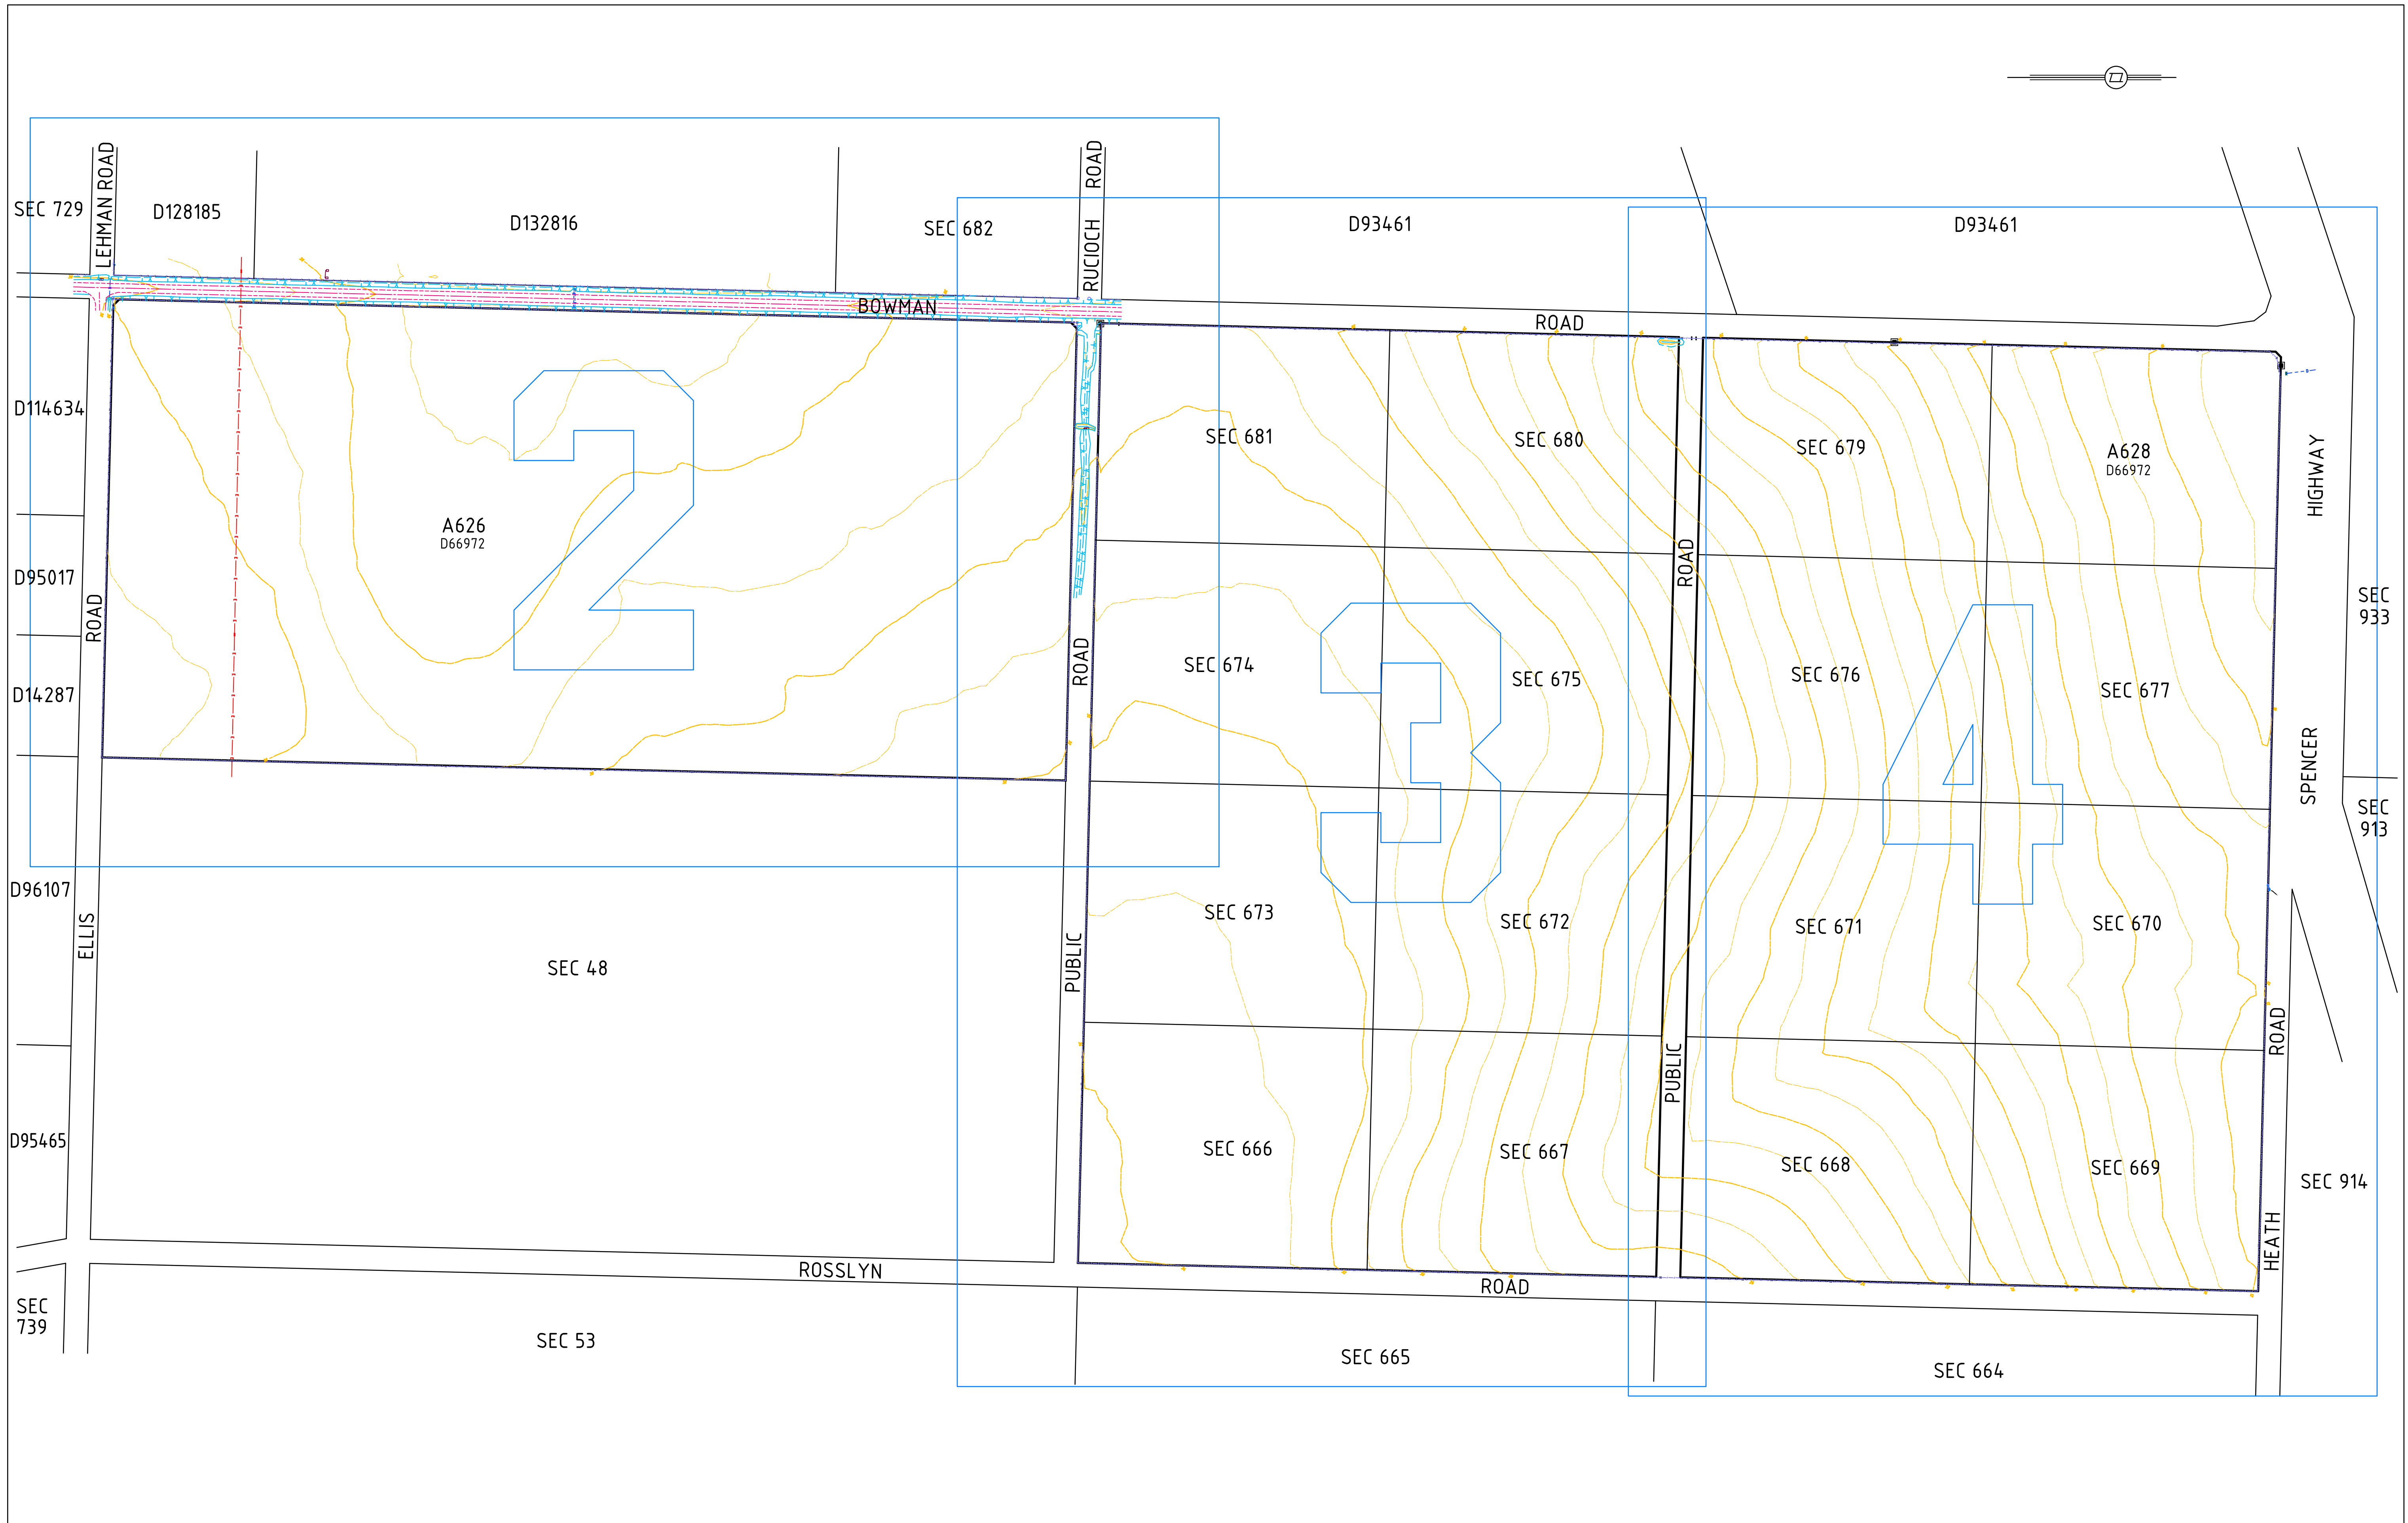 LEHMAN ROAD
RUCIOCH ROAD
SEC 729
D128185
D132816
SEC 682
D93461
D93461
BOWMAN
ROAD
D114634
SEC 681
SEC 680
SEC 679
A628
D66972
HIGHWAY
2
A626
D66972
D95017
ROAD
ROAD
SEC
933
ROAD
SEC 674
SEC 675
SEC 676
SEC 677
D14287
3
4
SPENCER
SEC
913
D96107
ELLIS
SEC 48
PUBLIC
SEC 673
SEC 672
SEC 671
SEC 670
ROAD
PUBLIC
D95465
SEC 666
SEC 667
SEC 668
SEC 669
SEC 914
HEATH
ROSSLYN
ROAD
SEC
739
SEC 53
SEC 665
SEC 664